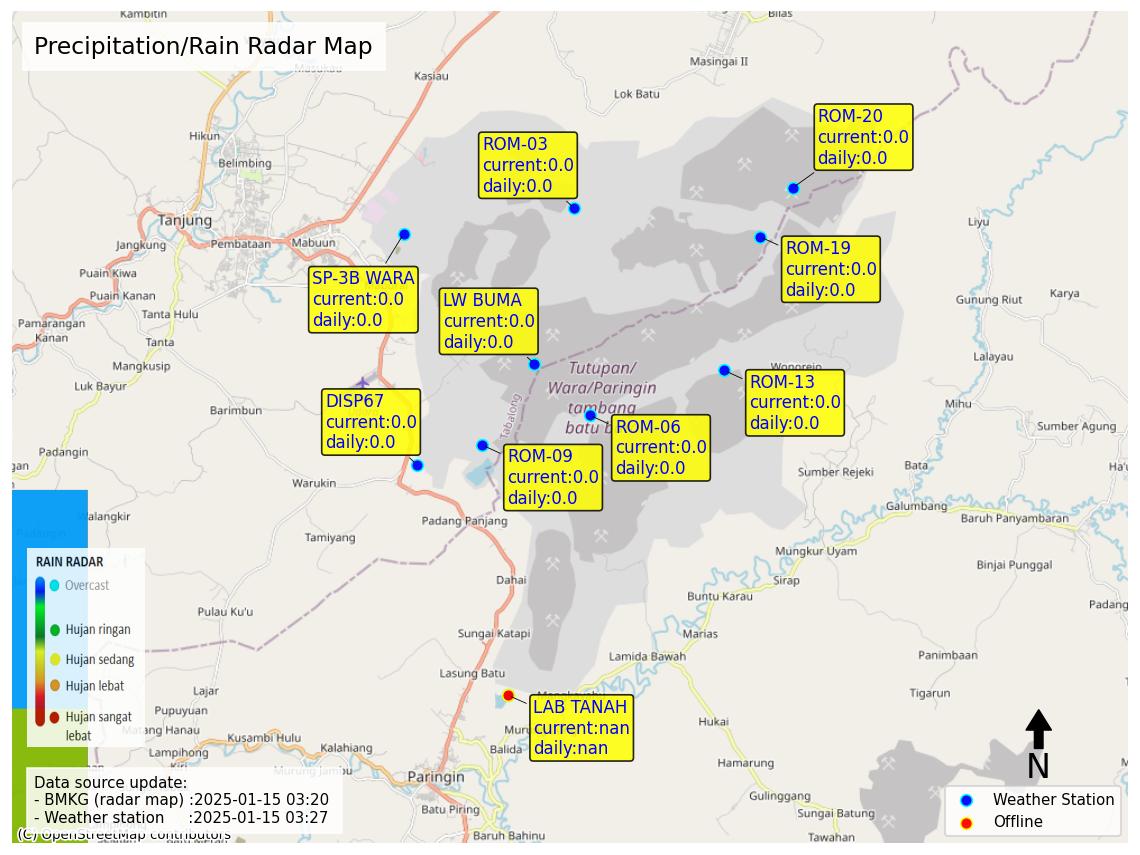 Precipitation/Rain Radar Map
Kambitin
Bilas
Masukau
Kasiau
Masingai II
Lok Batu
Hikun
Belimbing
Tanjung
Jangkung
Pembataan
Mabuun
Puain Kiwa
Puain Kanan
Tanta Hulu
Pamarangan
Kanan
Tanta
Mangkusip
Luk Bayur
Barimbun
Padangin
Warukin
Walangkir
Tamiyang
Padang Panjang
Dahai
Pulau Ku'u
Sungai Katapi
Lasung Batu
Lajar
Pupuyuan
Matang Hanau
Kusambi Hulu
Lampihong
Kalahiang
Murung Jambu
Paringin
Balida
Batu Piring
Baruh Bahinu
Liyu
Gunung Riut
Karya
Lalayau
Mihu
Wonorejo
Sumber Agung
Ha'uwai
Sumber Rejeki
Bata
Galumbang
Baruh Panyambaran
Mungkur Uyam
Binjai Punggal
Sirap
Buntu Karau
Marias
Lamida Bawah
Panimbaan
Tigarun
Hukai
Hamarung
Gulinggang
Sungai Batung
Tawahan
Tabalong
Tutupan/
Wara/Paringin
tambang
ROM-03
current:0.0
daily:0.0
ROM-20
current:0.0
daily:0.0
ROM-19
current:0.0
daily:0.0
SP-3B WARA
current:0.0
daily:0.0
LW BUMA
current:0.0
daily:0.0
ROM-13
current:0.0
daily:0.0
DISP67
current:0.0
daily:0.0
ROM-06
current:0.0
daily:0.0
ROM-09
current:0.0
daily:0.0
LAB TANAH
current:nan
daily:nan
RAIN RADAR
Overcast
Hujan ringan
Hujan sedang
Hujan lebat
Hujan sangat
lebat
Data source update:
- BMKG (radar map) :2025-01-15 03:20
- Weather station :2025-01-15 03:27
(C) OpenStreetMap contributors
N
Weather Station
Offline